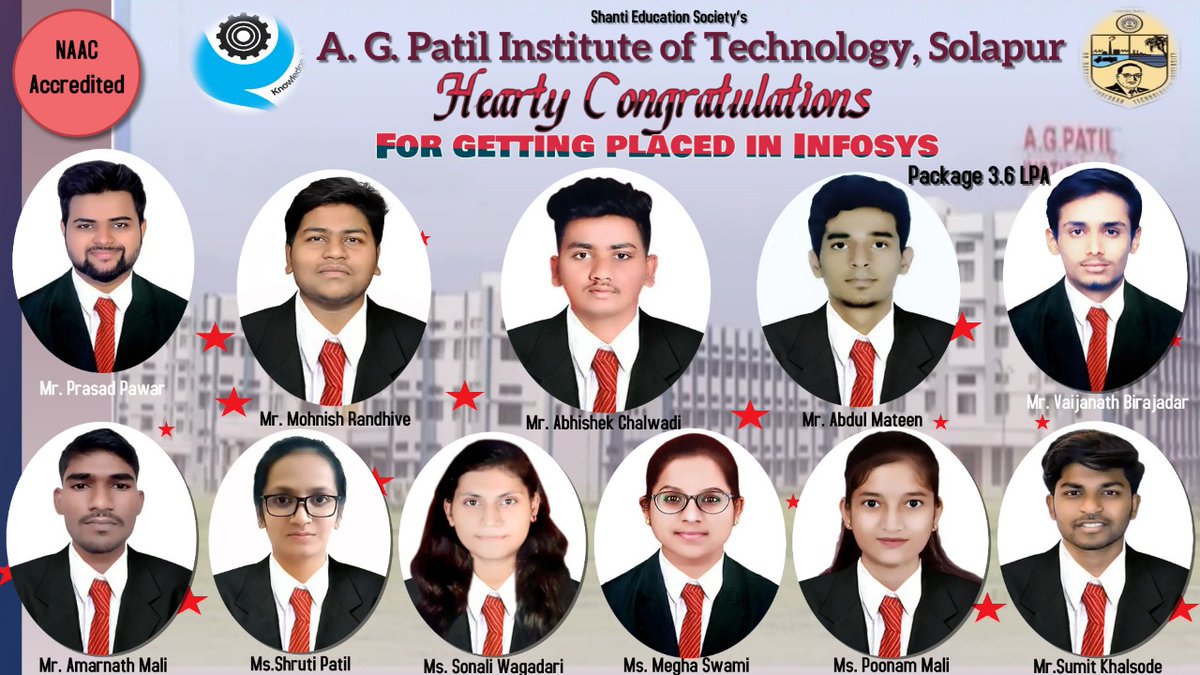 NAAC
Accredited
Knowledge
Shanti Education Society's
A. G. Patil Institute of Technology, Solapur
Hearty Congratulations
For getting placed in Infosys
Package 3.6 LPA
A.G.PATIL
Mr. Prasad Pawar
Mr. Mohnish Randhive
Mr. Abhishek Chalwadi
Mr. Abdul Mateen
Mr. Vaijanath Birajadar
Mr. Amarnath Mali
Ms.Shruti Patil
Ms. Sonali Wagadari
Ms. Megha Swami
Ms. Poonam Mali
Mr.Sumit Khalsode